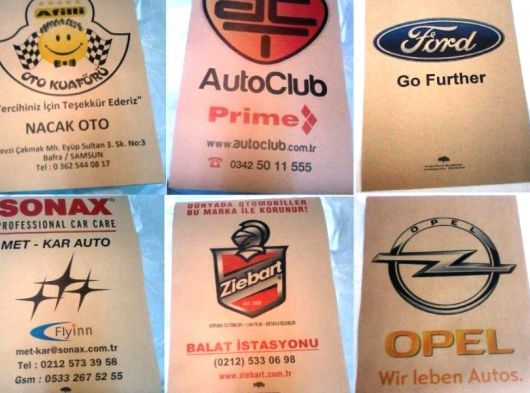 Afilli
OTO KUAFÖRÜ
Tercihiniz İçin Teşekkür Ederiz"
NACAK OTO
Fevzi Çakmak Mh. Eyüp Sultan 3. Sk. No:3
Bafra / SAMSUN
Tel : 0 362 544 08 17
AutoClub
Prime
www.autoclub.com.tr
0342 50 11 555
Ford
Go Further
SONAX
PROFESSIONAL CAR CARE
MET - KAR AUTO
Flyinn
met-kar@sonax.com.tr
Tel : 0212 573 39 58
Gsm : 0533 267 52 55
DÜNYADA OTOMOBİLLER
BU MARKA İLE KORUNUR!
Ziebart
BALAT İSTASYONU
(0212) 533 06 98
www.ziebart.com.tr
OPEL
OPEL
Wir leben Autos.